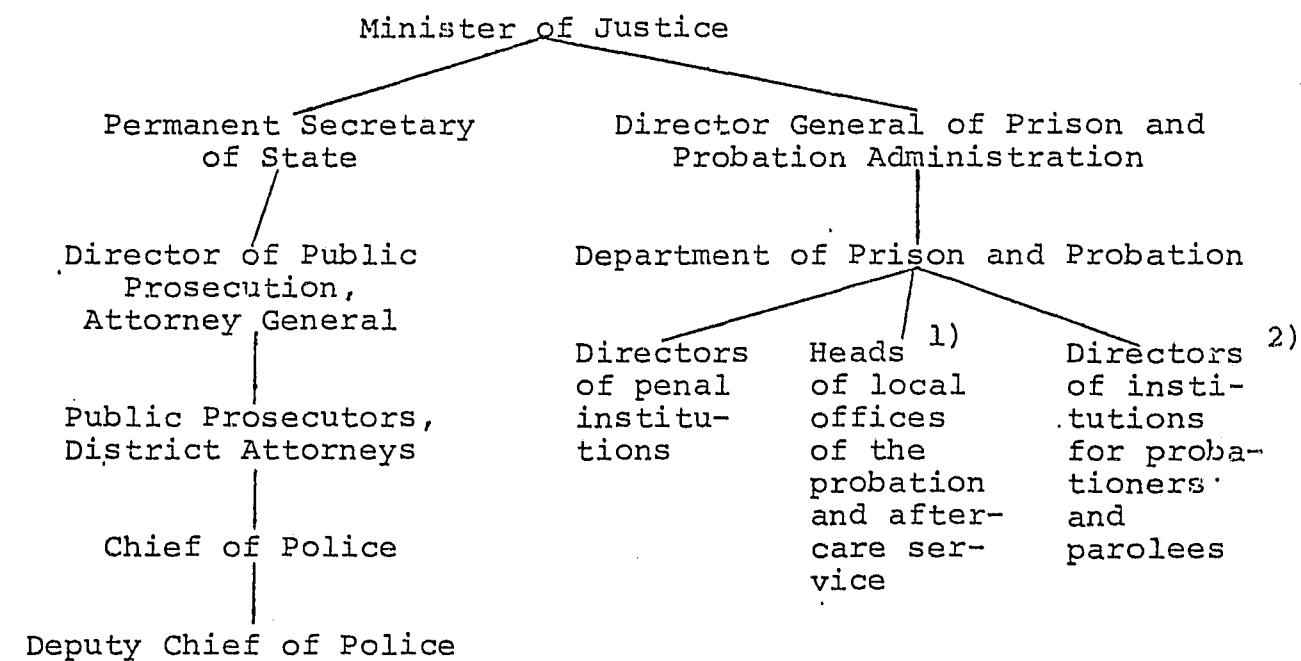 Minister of Justice
Permanent Secretary
of State
Director General of Prison and
Probation Administration
Director of Public
Prosecution,
Attorney General
Department of Prison and Probation
Public Prosecutors,
District Attorneys
Chief of Police
Deputy Chief of Police
Directors
of penal
institu-
tions
Heads 1)
of local
offices
of the
probation
and after-
care ser-
vice
Directors 2)
of insti-
tutions
for proba-
tioners
and
parolees